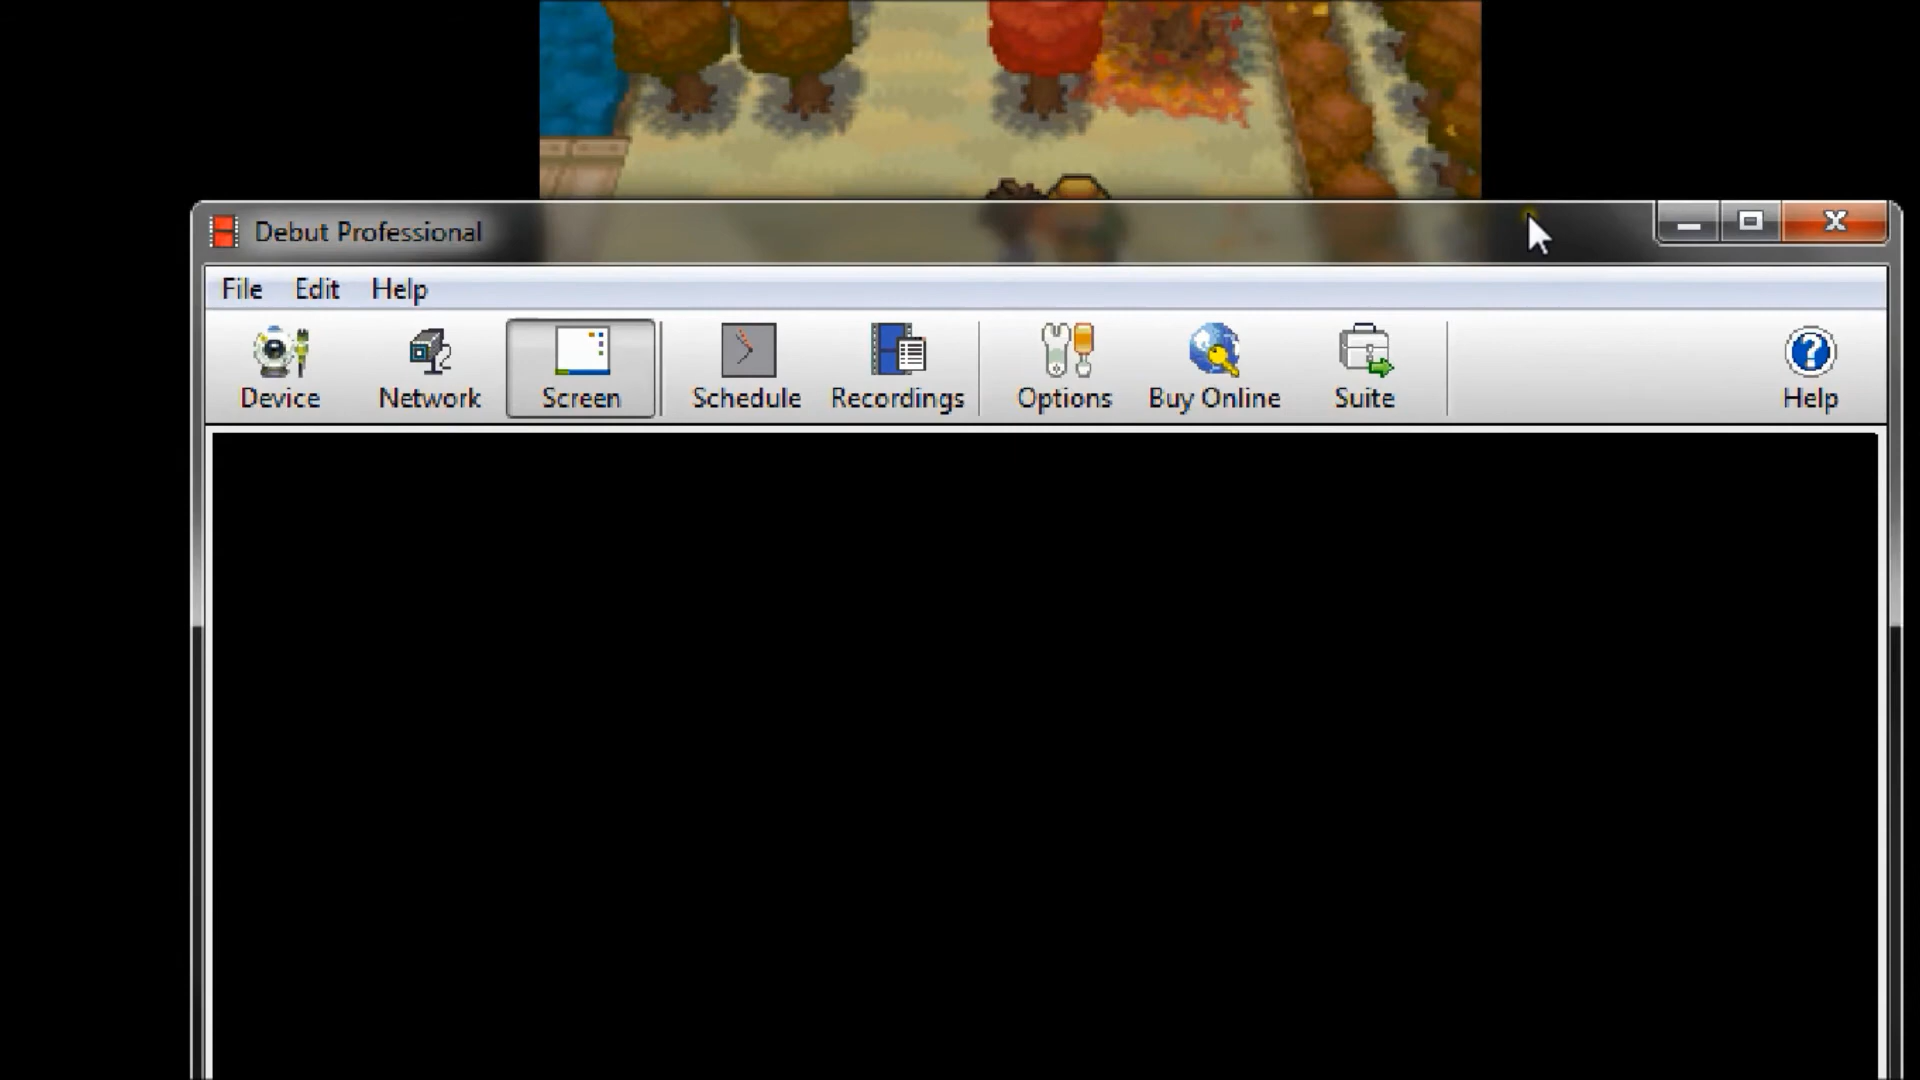 Debut Professional
File Edit Help
Device Network Screen Schedule Recordings Options Buy Online Suite Help